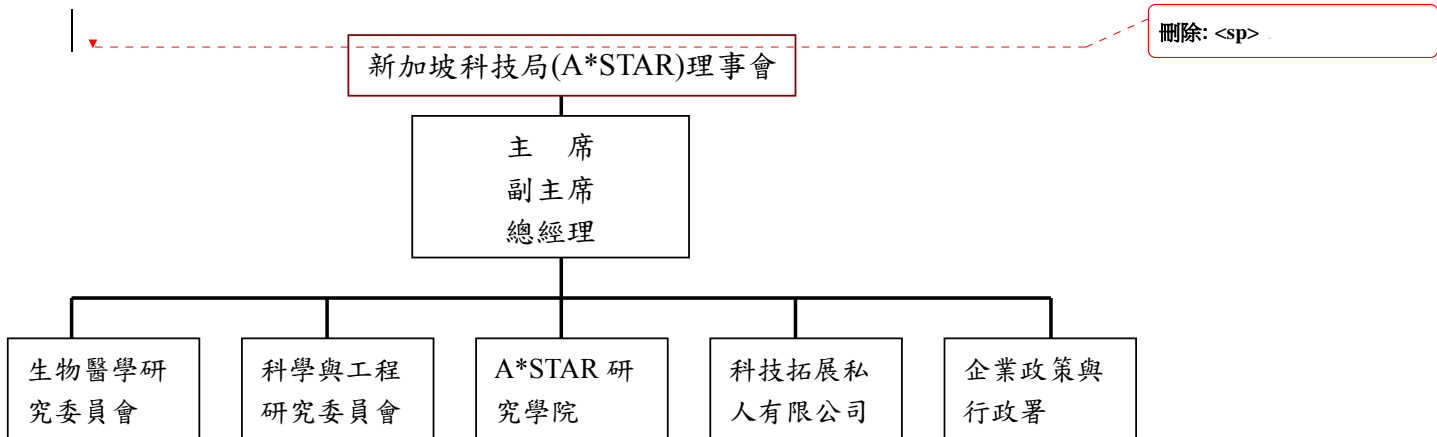 刪除: <sp>
新加坡科技局(A*STAR)理事會
主　席
副主席
總經理
生物醫學研
究委員會
科學與工程
研究委員會
A*STAR 研
究學院
科技拓展私
人有限公司
企業政策與
行政署